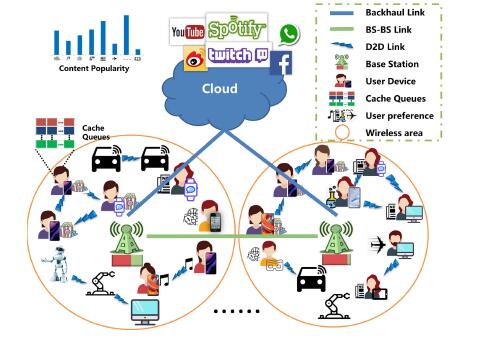 YouTube
Spotify
twitch
f
Cloud
Content Popularity
Cache
Queues
Backhaul Link
BS-BS Link
D2D Link
Base Station
User Device
Cache Queues
User preference
Wireless area
......